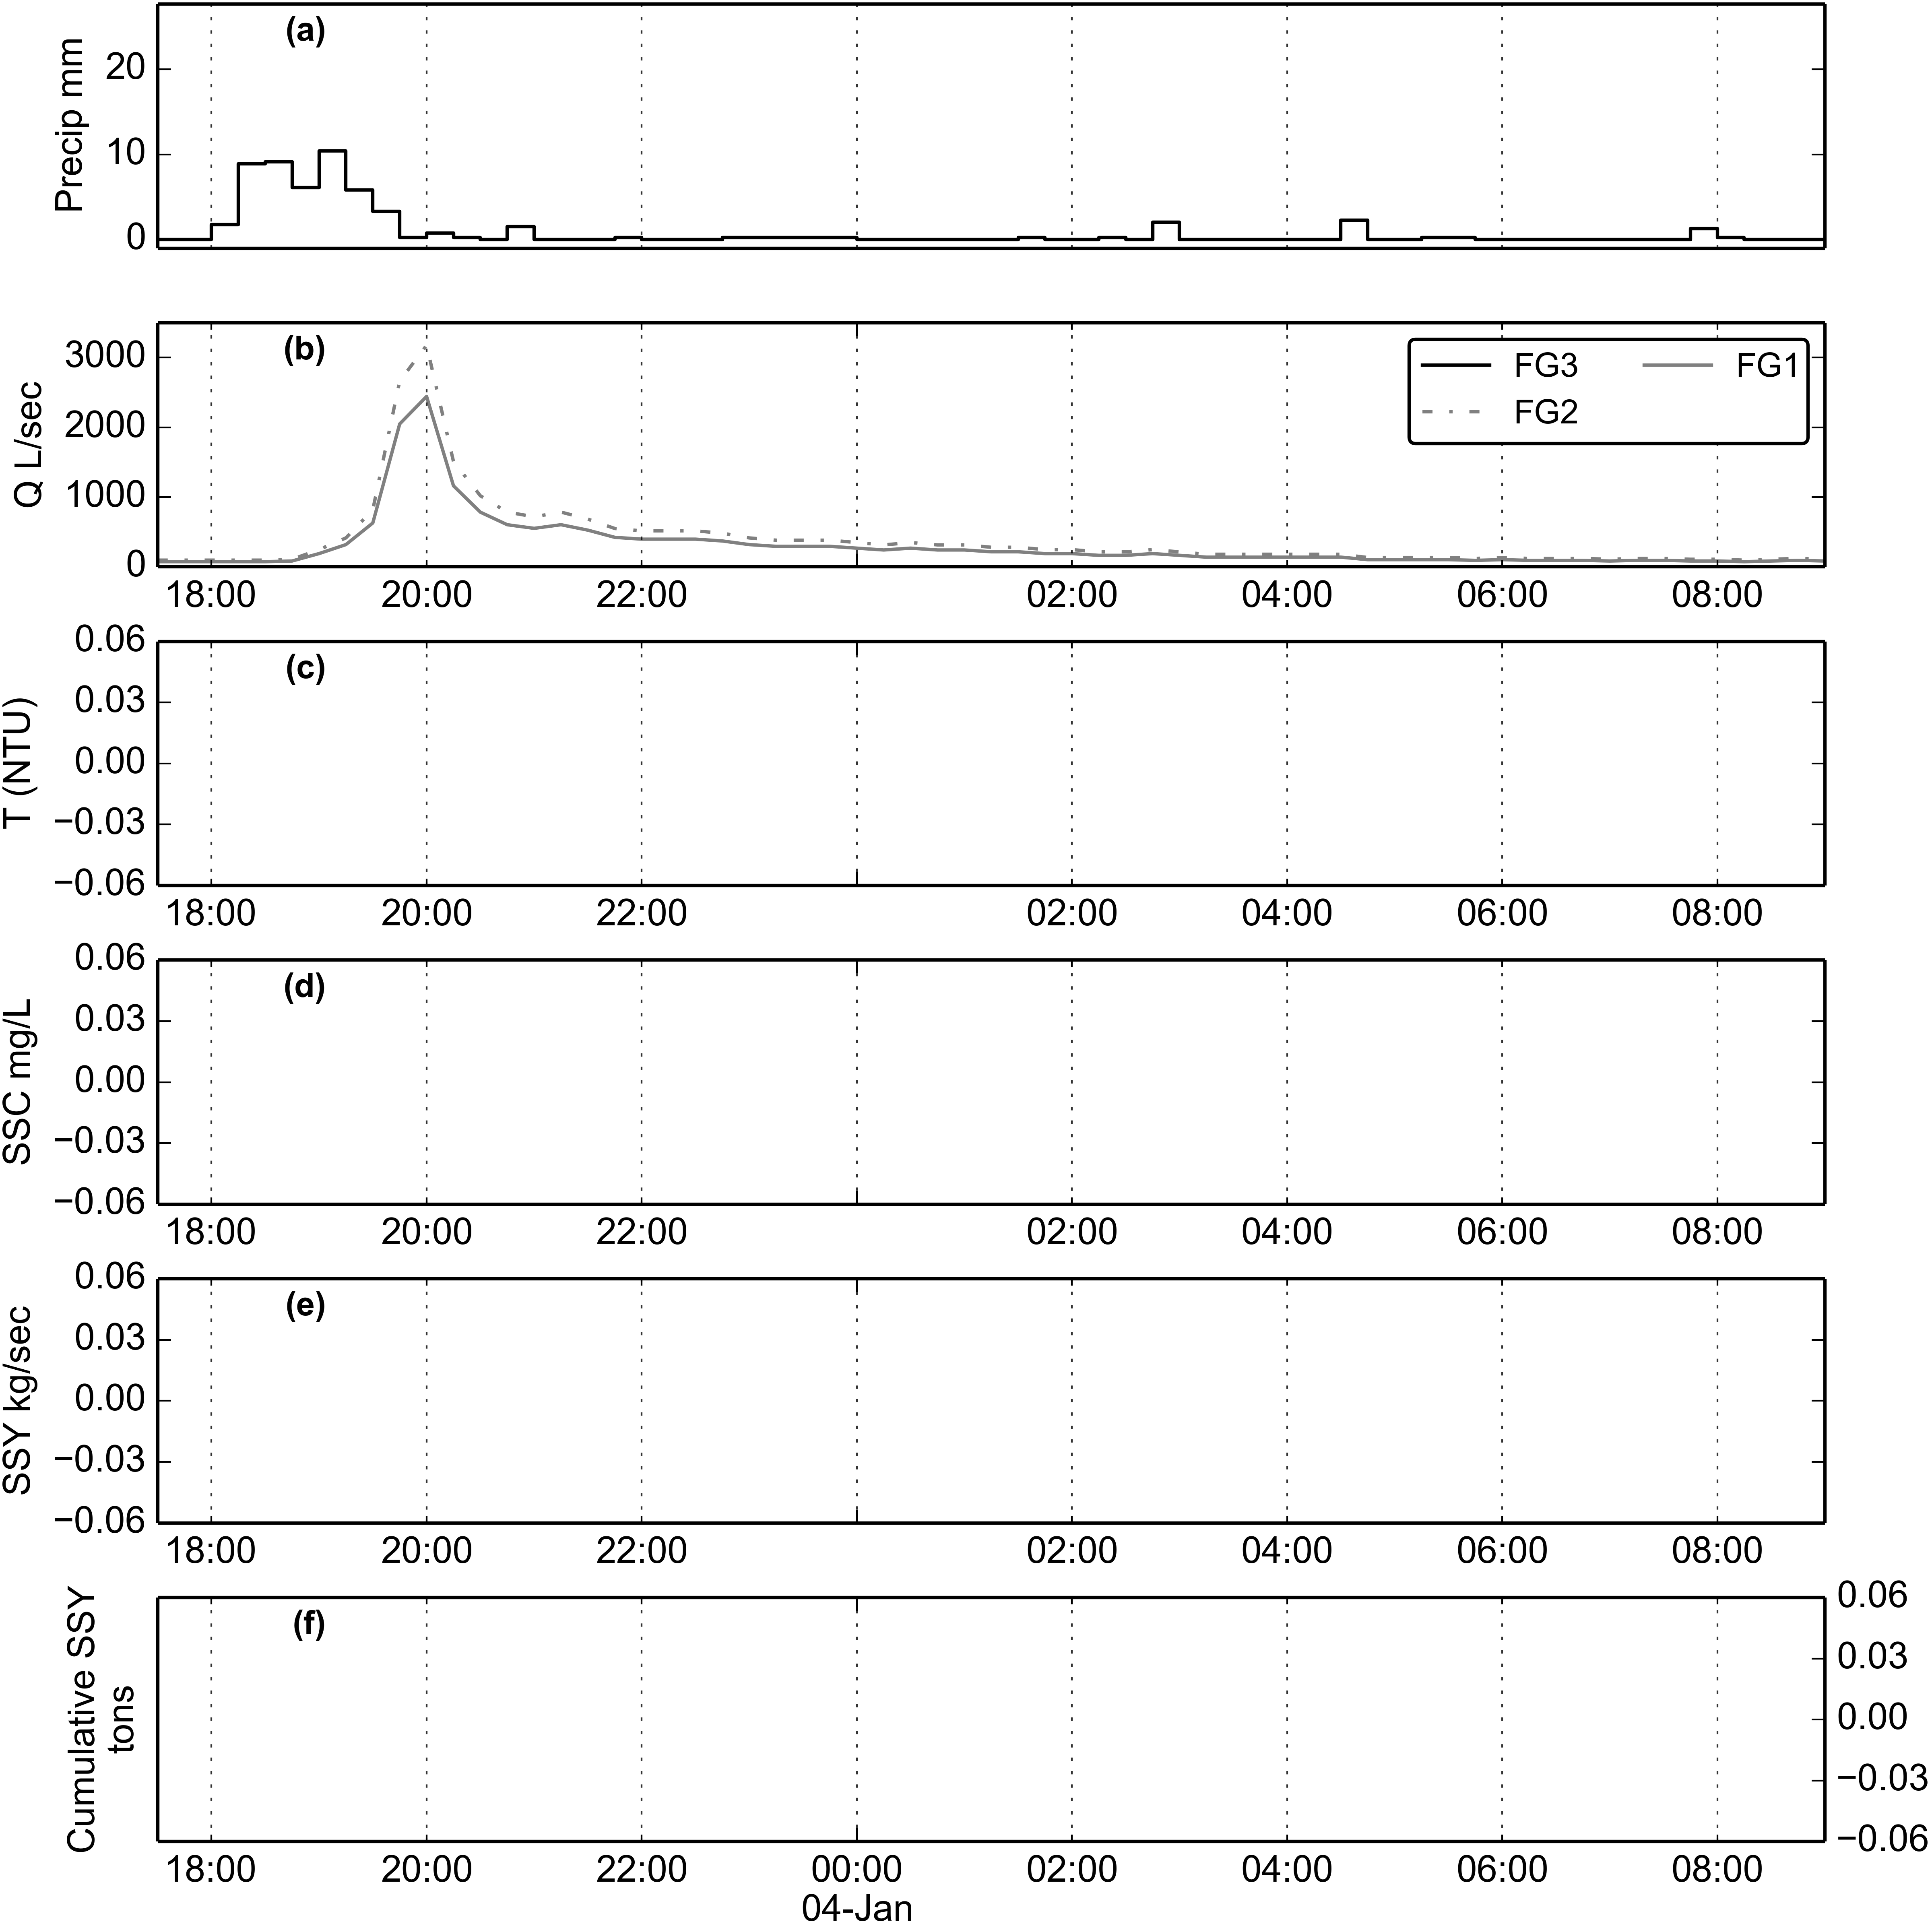 (a)
Precip mm
20
10
0
(b)
Q L/sec
3000
2000
1000
0
FG3 FG1
FG2
18:00 20:00 22:00 02:00 04:00 06:00 08:00
(c)
T (NTU)
0.06
0.03
0.00
−0.03
−0.06
18:00 20:00 22:00 02:00 04:00 06:00 08:00
(d)
SSC mg/L
0.06
0.03
0.00
−0.03
−0.06
18:00 20:00 22:00 02:00 04:00 06:00 08:00
(e)
SSY kg/sec
0.06
0.03
0.00
−0.03
−0.06
18:00 20:00 22:00 02:00 04:00 06:00 08:00
(f)
Cumulative SSY
tons
0.06
0.03
0.00
−0.03
−0.06
18:00 20:00 22:00 00:00 02:00 04:00 06:00 08:00
04-Jan